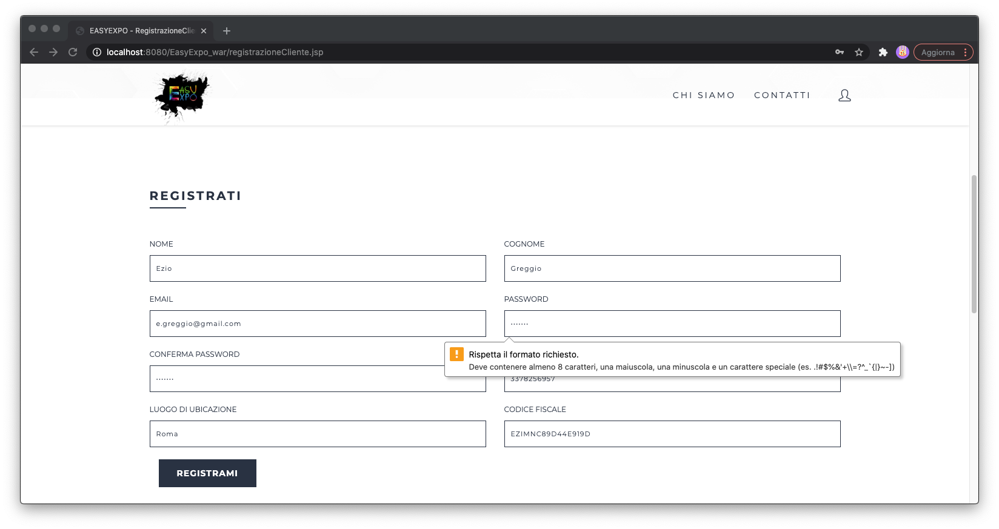 EASYEXPO - RegistrazioneClie
localhost:8080/EasyExpo_war/registrazioneCliente.jsp
Aggiorna
EASY
EXPO
CHI SIAMO
CONTATTI
REGISTRATI
NOME
COGNOME
Ezio
Greggio
EMAIL
PASSWORD
e.greggio@gmail.com
·······
CONFERMA PASSWORD
Rispetta il formato richiesto.
Deve contenere almeno 8 caratteri, una maiuscola, una minuscola e un carattere speciale (es. .!#$%&'+\\=?^_`{|}~-])
·······
3378256957
LUOGO DI UBICAZIONE
CODICE FISCALE
Roma
EZIMNC89D44E919D
REGISTRAMI